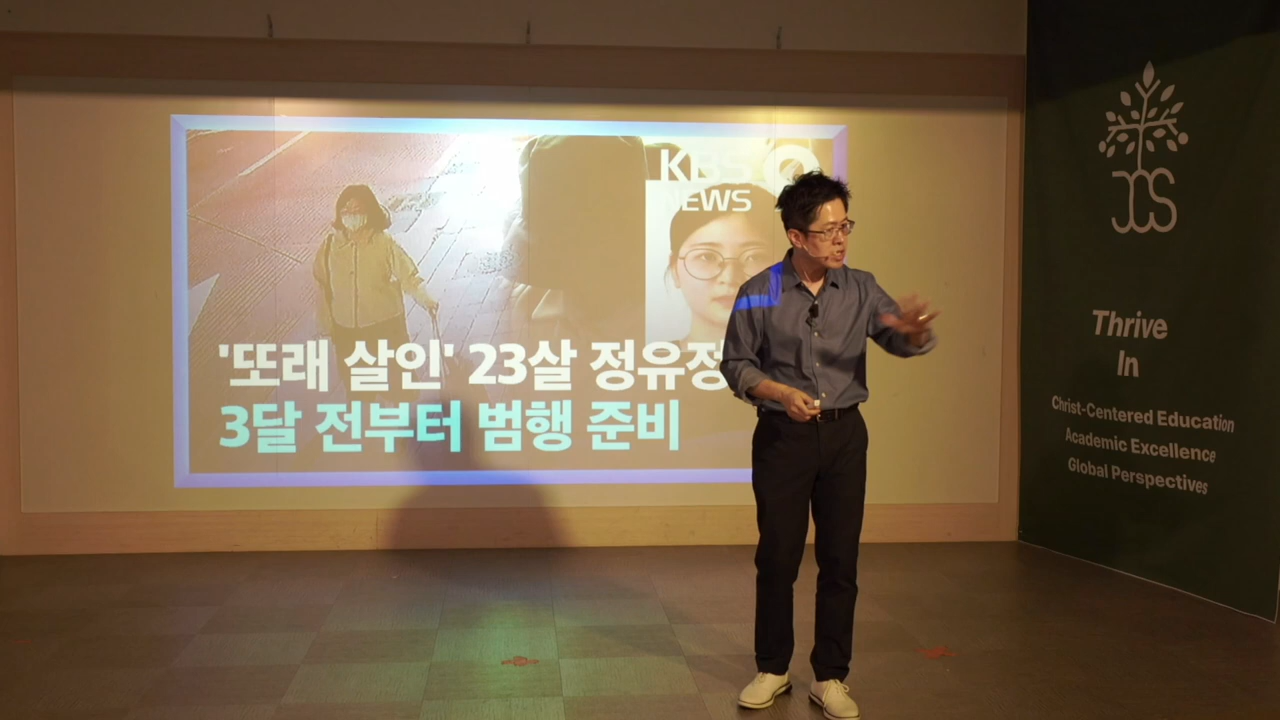 KBS
NEWS
'또래 살인' 23살 정유정
3달 전부터 범행 준비
JCS
Thrive
In
Christ-Centered Education
Academic Excellence
Global Perspectives